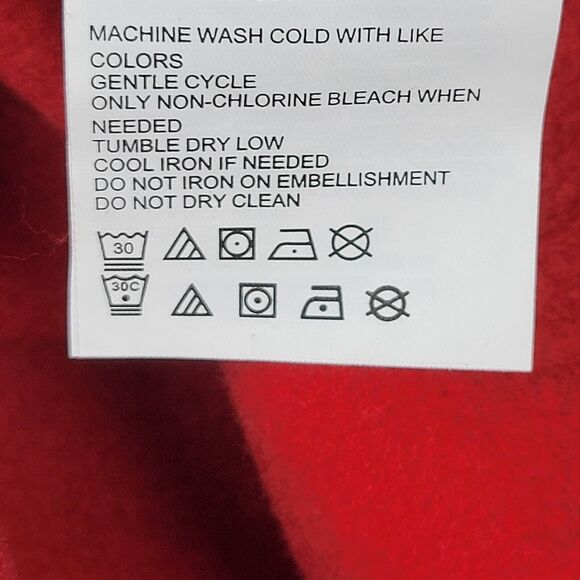 MACHINE WASH COLD WITH LIKE
COLORS
GENTLE CYCLE
ONLY NON-CHLORINE BLEACH WHEN
NEEDED
TUMBLE DRY LOW
COOL IRON IF NEEDED
DO NOT IRON ON EMBELLISHMENT
DO NOT DRY CLEAN
30
30C